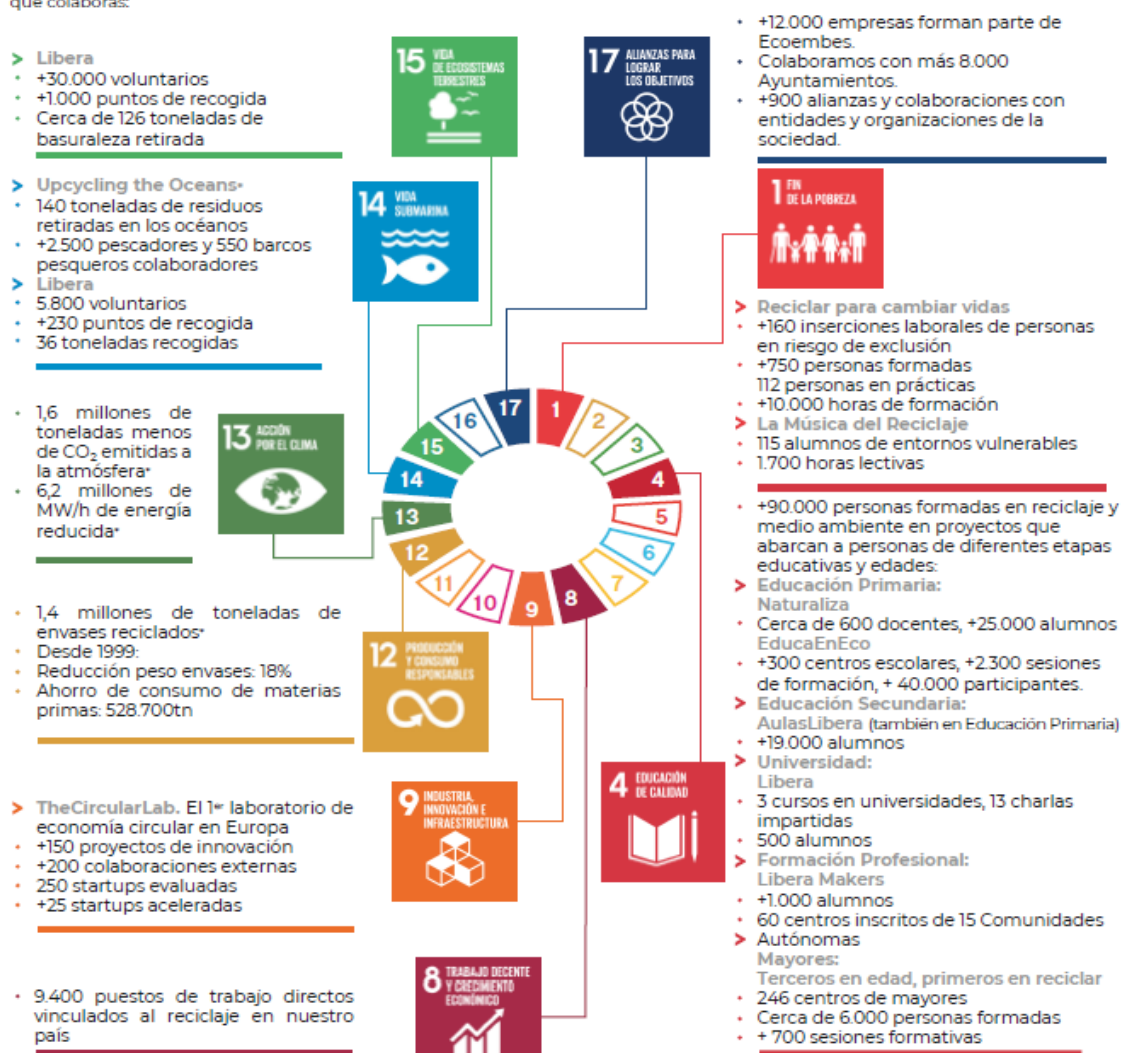 que colaboras:
> Libera
• +30.000 voluntarios
• +1.000 puntos de recogida
• Cerca de 126 toneladas de
basuraleza retirada
> Upcycling the Oceans*
• 140 toneladas de residuos
retiradas en los océanos
• +2.500 pescadores y 550 barcos
pesqueros colaboradores
> Libera
• 5.800 voluntarios
• +230 puntos de recogida
• 36 toneladas recogidas
• 1,6 millones de
toneladas menos
de CO₂ emitidas a
la atmósfera*
• 6,2 millones de
MW/h de energía
reducida*
• 1,4 millones de toneladas de
envases reciclados*
• Desde 1999:
• Reducción peso envases: 18%
• Ahorro de consumo de materias
primas: 528.700tn
> TheCircularLab. El 1er laboratorio de
economía circular en Europa
• +150 proyectos de innovación
• +200 colaboraciones externas
• 250 startups evaluadas
• +25 startups aceleradas
• 9.400 puestos de trabajo directos
vinculados al reciclaje en nuestro
país
15 VIDA
DE ECOSISTEMAS
TERRESTRES
17 ALIANZAS PARA
LOGRAR
LOS OBJETIVOS
14 VIDA
SUBMARINA
13 ACCIÓN
POR EL CLIMA
12 PRODUCCIÓN
Y CONSUMO
RESPONSABLES
9 INDUSTRIA,
INNOVACIÓN E
INFRAESTRUCTURA
8 TRABAJO DECENTE
Y CRECIMIENTO
ECONÓMICO
4 EDUCACIÓN
DE CALIDAD
1
2
3
4
5
6
7
8
9
10
11
12
13
14
15
16
17
• +12.000 empresas forman parte de
Ecoembes.
• Colaboramos con más 8.000
Ayuntamientos.
• +900 alianzas y colaboraciones con
entidades y organizaciones de la
sociedad.
1 FIN
DE LA POBREZA
> Reciclar para cambiar vidas
• +160 inserciones laborales de personas
en riesgo de exclusión
• +750 personas formadas
112 personas en prácticas
• +10.000 horas de formación
> La Música del Reciclaje
• 115 alumnos de entornos vulnerables
• 1.700 horas lectivas
• +90.000 personas formadas en reciclaje y
medio ambiente en proyectos que
abarcan a personas de diferentes etapas
educativas y edades:
> Educación Primaria:
Naturaliza
• Cerca de 600 docentes, +25.000 alumnos
EducaEnEco
• +300 centros escolares, +2.300 sesiones
de formación, + 40.000 participantes.
> Educación Secundaria:
AulasLibera (también en Educación Primaria)
• +19.000 alumnos
> Universidad:
Libera
• 3 cursos en universidades, 13 charlas
impartidas
• 500 alumnos
> Formación Profesional:
Libera Makers
• +1.000 alumnos
• 60 centros inscritos de 15 Comunidades
> Autónomas
Mayores:
Terceros en edad, primeros en reciclar
• 246 centros de mayores
• Cerca de 6.000 personas formadas
• + 700 sesiones formativas